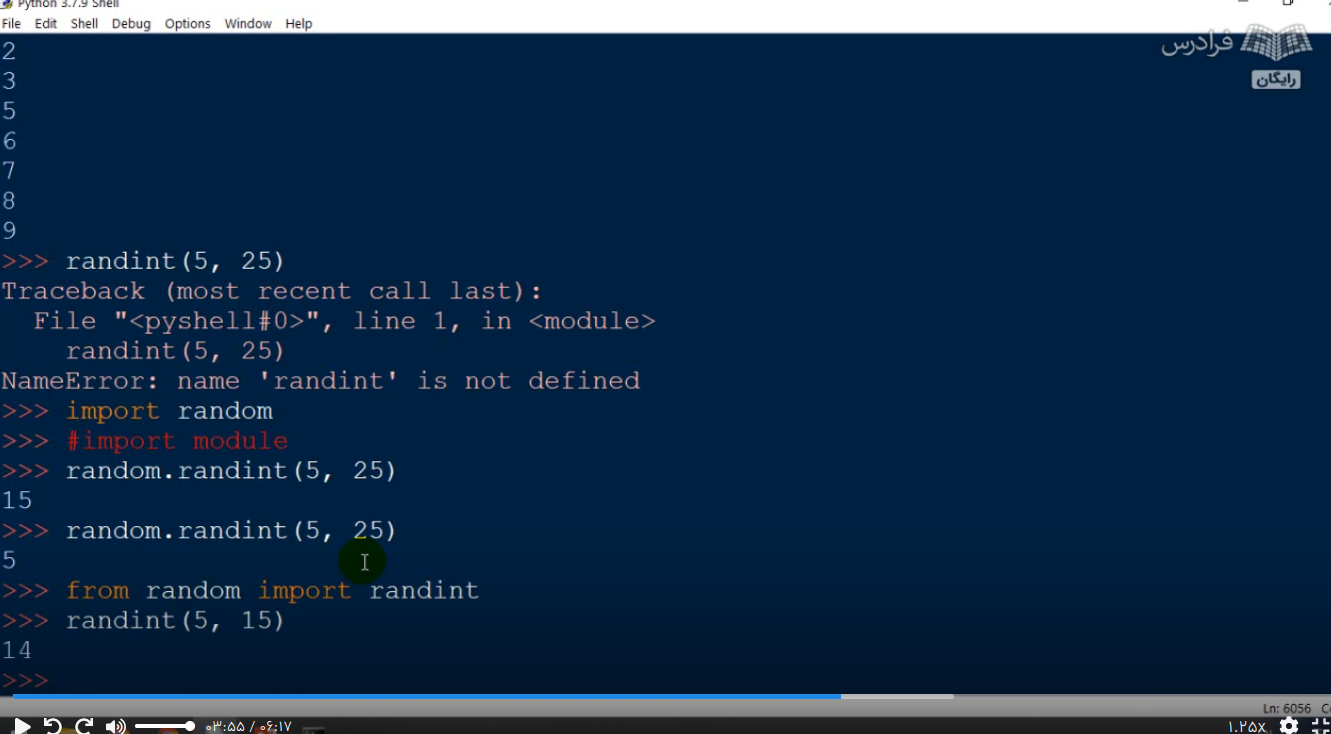 Python 3.7.9 Shell
File Edit Shell Debug Options Window Help
فرادرس
رایگان
2
3
5
6
7
8
9
>>> randint(5, 25)
Traceback (most recent call last):
  File "<pyshell#0>", line 1, in <module>
    randint(5, 25)
NameError: name 'randint' is not defined
>>> import random
>>> #import module
>>> random.randint(5, 25)
15
>>> random.randint(5, 25)
5
>>> from random import randint
>>> randint(5, 15)
14
>>>
Ln: 6056
۰۳:۵۵ / ۰۶:۱۷
۱.۲۵x